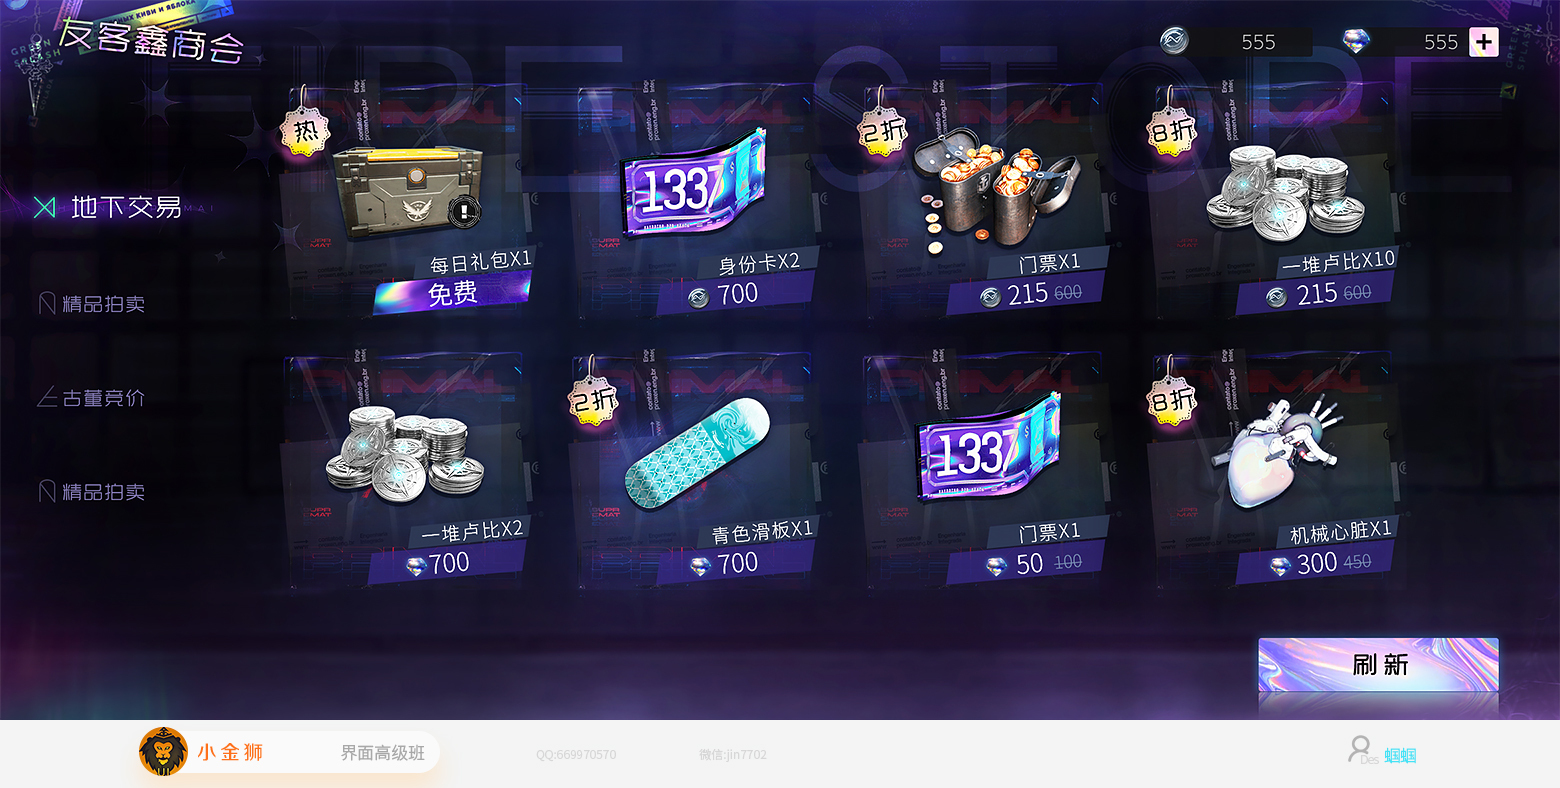 友客鑫商会
555
555
FIRE STORE
地下交易
精品拍卖
古董竞价
精品拍卖
热
每日礼包X1
免费
1337
身份卡X2
700
2折
门票X1
215 600
8折
一堆卢比X10
215 600
一堆卢比X2
700
2折
青色滑板X1
700
1337
门票X1
50 100
8折
机械心脏X1
300 450
刷新
小金狮
界面高级班
QQ:669970570
微信:jin7702
Des
蝈蝈